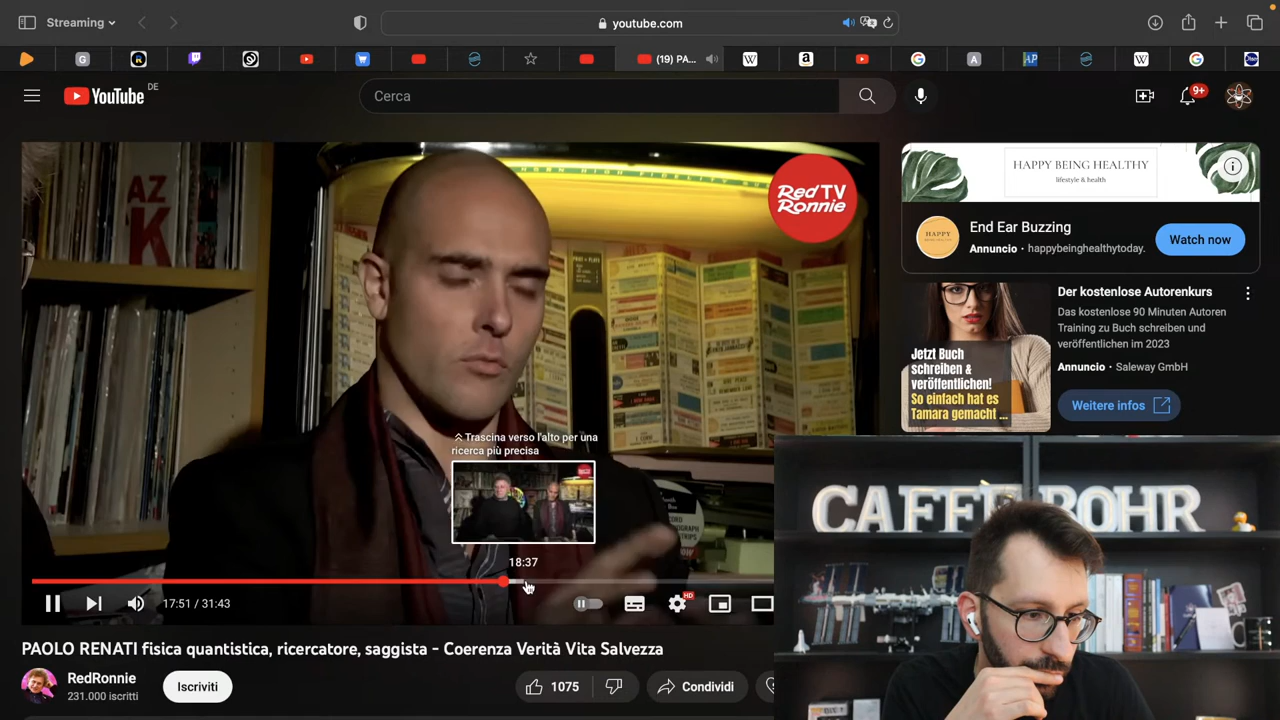 Streaming
youtube.com
(19) PA...
YouTube DE
Cerca
9+
AZ
K
Red TV
Ronnie
HAPPY BEING HEALTHY
lifestyle & health
HAPPY
End Ear Buzzing
Annuncio • happybeinghealthytoday.
Watch now
Der kostenlose Autorenkurs
Das kostenlose 90 Minuten Autoren
Training zu Buch schreiben und
veröffentlichen im 2023
Annuncio • Saleway GmbH
Weitere infos
Jetzt Buch
schreiben &
veröffentlichen!
So einfach hat es
Tamara gemacht ...
Trascina verso l'alto per una
ricerca più precisa
18:37
17:51 / 31:43
HD
PAOLO RENATI fisica quantistica, ricercatore, saggista - Coerenza Verità Vita Salvezza
RedRonnie
231.000 iscritti
Iscriviti
1075
Condividi
CAFFE BOHR